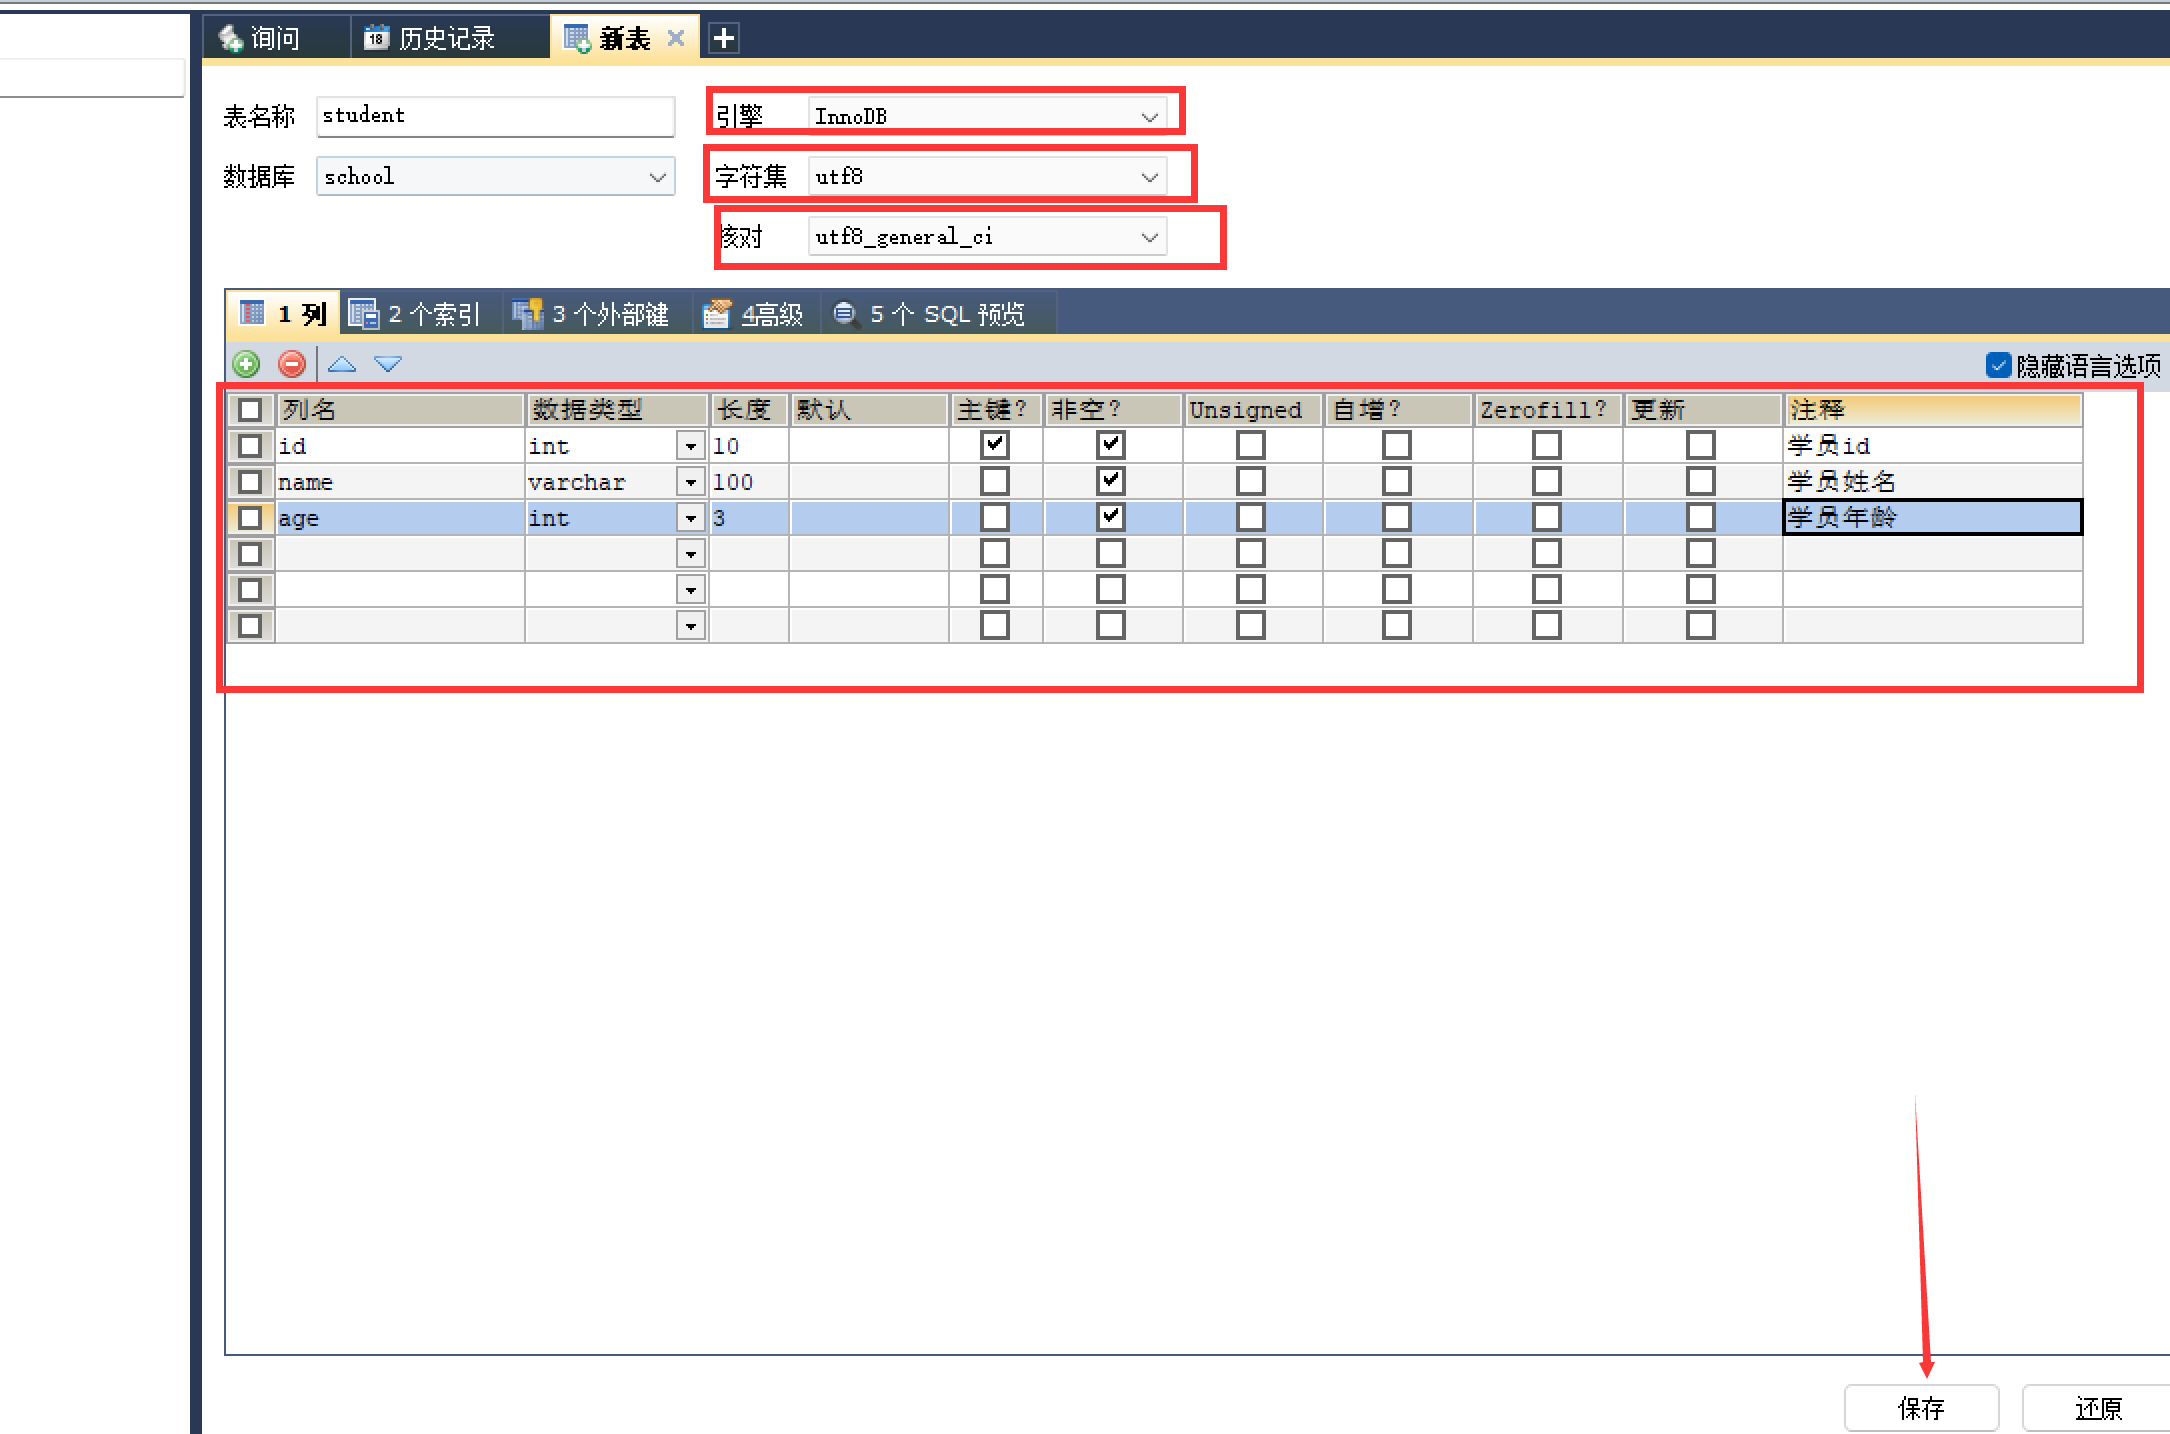 询问 历史记录 新表
表名称 student 引擎 InnoDB
数据库 school 字符集 utf8
核对 utf8_general_ci
1 列 2 个索引 3 个外部键 4高级 5 个 SQL 预览
隐藏语言选项
列名 数据类型 长度 默认 主键? 非空? Unsigned 自增? Zerofill? 更新 注释
id int 10 学员id
name varchar 100 学员姓名
age int 3 学员年龄
保存 还原